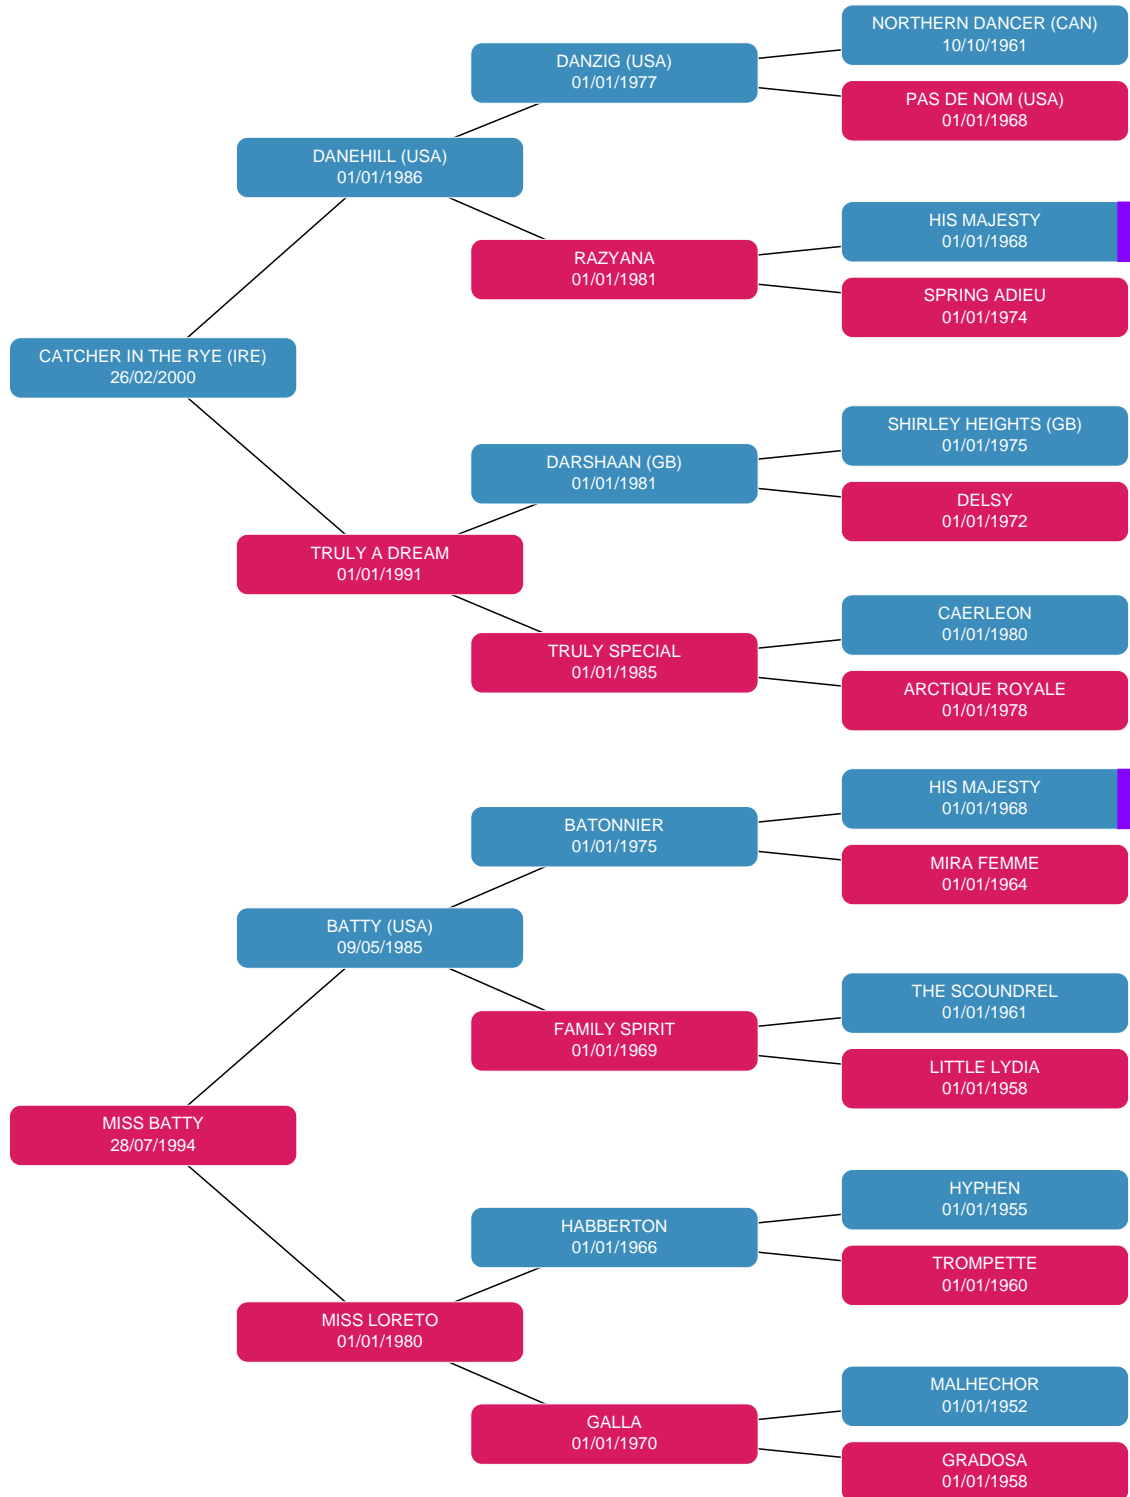 NORTHERN DANCER (CAN)
10/10/1961
DANZIG (USA)
01/01/1977
PAS DE NOM (USA)
01/01/1968
DANEHILL (USA)
01/01/1986
HIS MAJESTY
01/01/1968
RAZYANA
01/01/1981
SPRING ADIEU
01/01/1974
CATCHER IN THE RYE (IRE)
26/02/2000
SHIRLEY HEIGHTS (GB)
01/01/1975
DARSHAAN (GB)
01/01/1981
DELSY
01/01/1972
TRULY A DREAM
01/01/1991
CAERLEON
01/01/1980
TRULY SPECIAL
01/01/1985
ARCTIQUE ROYALE
01/01/1978
HIS MAJESTY
01/01/1968
BATONNIER
01/01/1975
MIRA FEMME
01/01/1964
BATTY (USA)
09/05/1985
THE SCOUNDREL
01/01/1961
FAMILY SPIRIT
01/01/1969
LITTLE LYDIA
01/01/1958
MISS BATTY
28/07/1994
HYPHEN
01/01/1955
HABBERTON
01/01/1966
TROMPETTE
01/01/1960
MISS LORETO
01/01/1980
MALHECHOR
01/01/1952
GALLA
01/01/1970
GRADOSA
01/01/1958